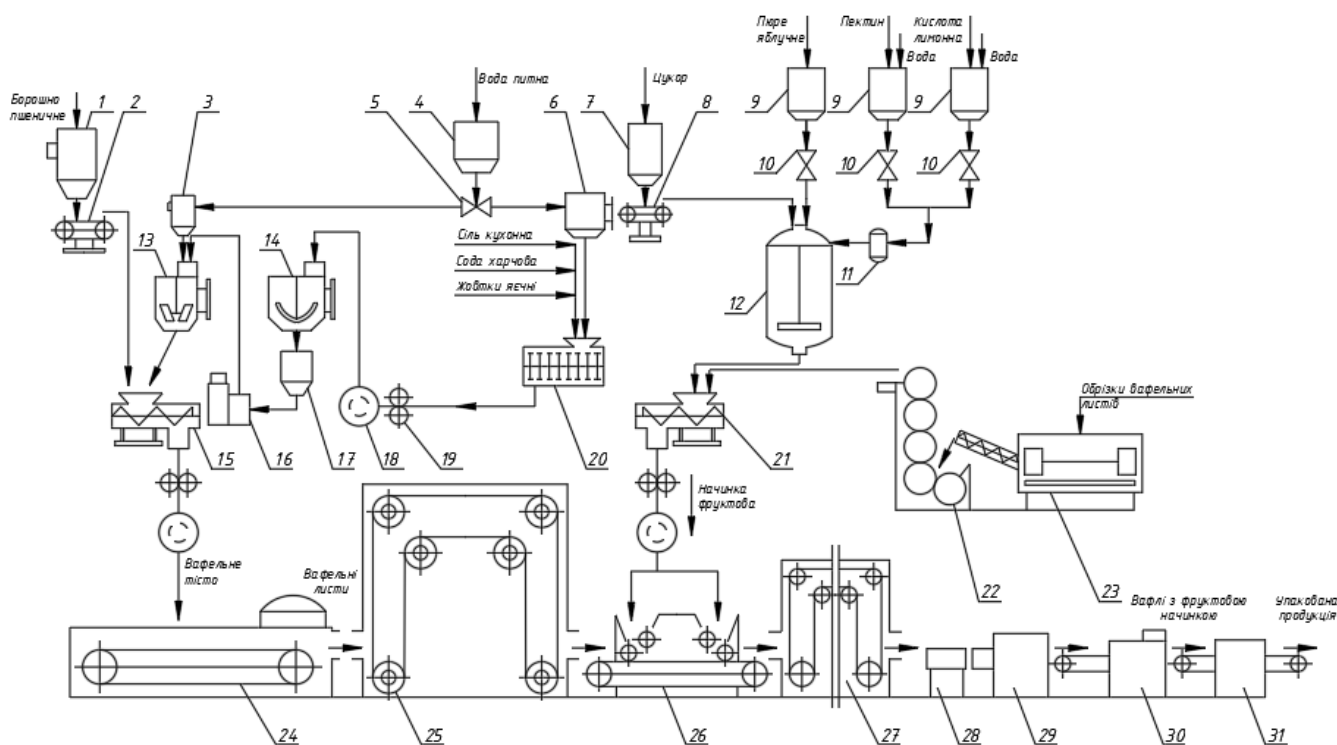 Пюре
яблучне
Пектин
Кислота
лимонна
Вода
Вода
Вода питна
Цукор
Борошно
пшеничне
1
2
3
4
5
6
7
8
9
9
9
10
10
10
11
12
13
14
Сіль кухонна
Сода харчова
Жовтки яєчні
Обрізки вафельних
листів
15
16
17
18
19
20
21
Начинка
фруктова
22
23
Вафельне
тісто
Вафельні
листи
Вафлі з фруктовою
начинкою
Упакована
продукція
24
25
26
27
28
29
30
31